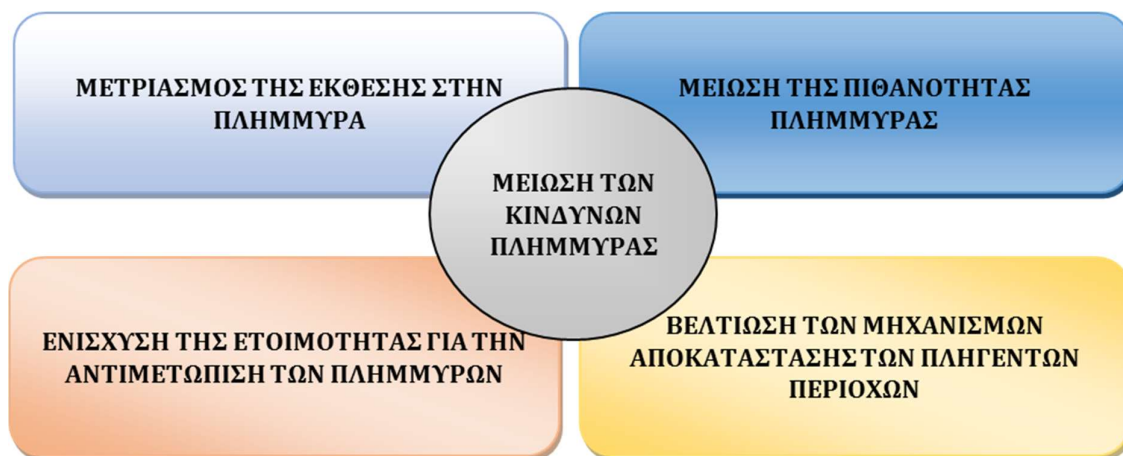 ΜΕΤΡΙΑΣΜΟΣ ΤΗΣ ΕΚΘΕΣΗΣ ΣΤΗΝ
ΠΛΗΜΜΥΡΑ
ΜΕΙΩΣΗ ΤΗΣ ΠΙΘΑΝΟΤΗΤΑΣ
ΠΛΗΜΜΥΡΑΣ
ΜΕΙΩΣΗ ΤΩΝ
ΚΙΝΔΥΝΩΝ
ΠΛΗΜΜΥΡΑΣ
ΕΝΙΣΧΥΣΗ ΤΗΣ ΕΤΟΙΜΟΤΗΤΑΣ ΓΙΑ ΤΗΝ
ΑΝΤΙΜΕΤΩΠΙΣΗ ΤΩΝ ΠΛΗΜΜΥΡΩΝ
ΒΕΛΤΙΩΣΗ ΤΩΝ ΜΗΧΑΝΙΣΜΩΝ
ΑΠΟΚΑΤΑΣΤΑΣΗΣ ΤΩΝ ΠΛΗΓΕΝΤΩΝ
ΠΕΡΙΟΧΩΝ